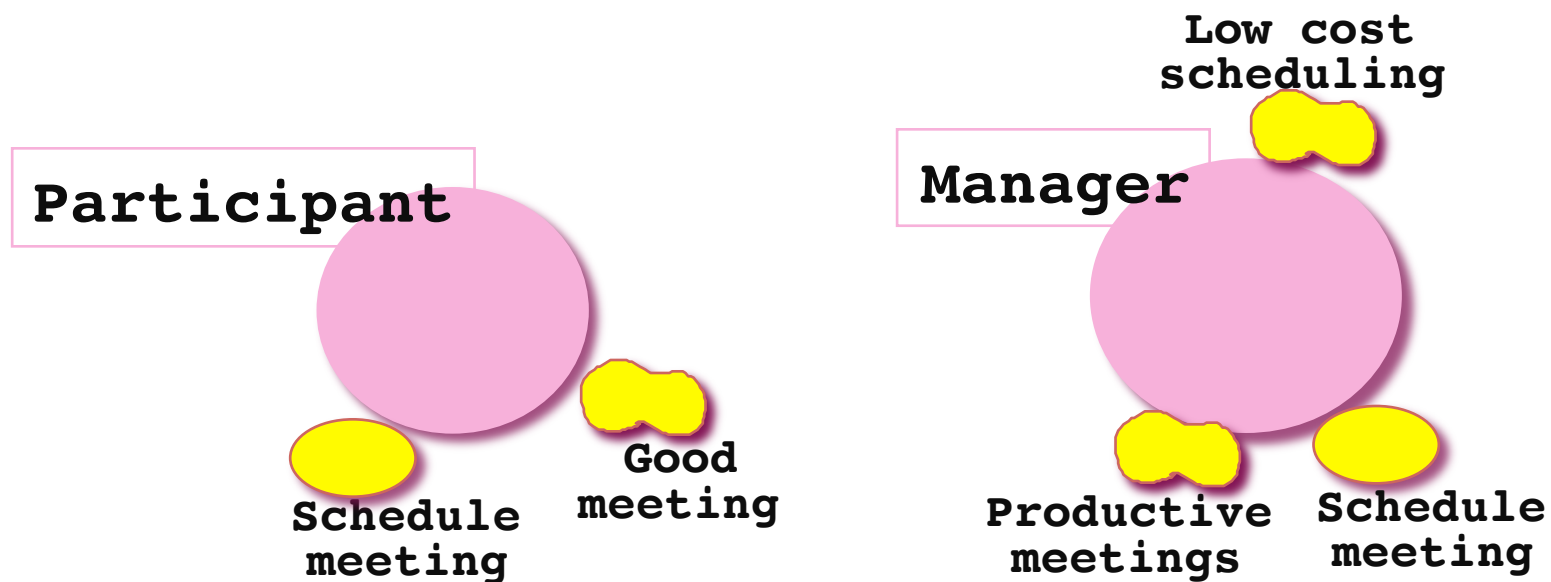 Participant
Schedule
meeting
Good
meeting
Manager
Low cost
scheduling
Productive
meetings
Schedule
meeting